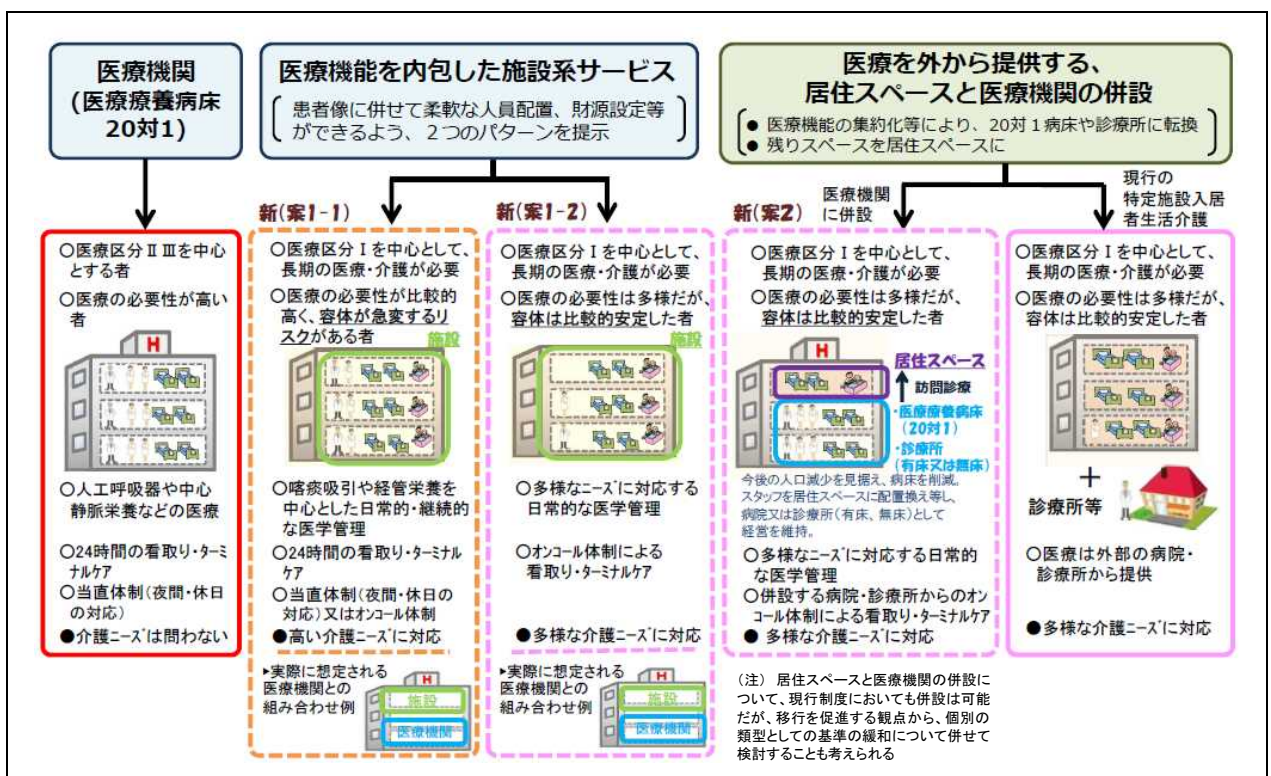 医療機関
(医療療養病床
20対1)
医療機能を内包した施設系サービス
患者像に併せて柔軟な人員配置、財源設定等
ができるよう、２つのパターンを提示
医療を外から提供する、
居住スペースと医療機関の併設
● 医療機能の集約化等により、20対１病床や診療所に転換
● 残りスペースを居住スペースに
○医療区分ⅡⅢを中心
とする者
○医療の必要性が高い
者
H
○人工呼吸器や中心
静脈栄養などの医療
○24時間の看取り・ターミ
ナルケア
○当直体制(夜間・休日
の対応)
●介護ニーズは問わない
新(案1-1)
○医療区分Ⅰを中心として、
長期の医療・介護が必要
○医療の必要性が比較的
高く、容体が急変するリ
スクがある者
施設
○喀痰吸引や経管栄養を
中心とした日常的・継続的
な医学管理
○24時間の看取り・ターミナル
ケア
○当直体制(夜間・休日の
対応)又はオンコール体制
●高い介護ニーズに対応
▶実際に想定される
医療機関との
組み合わせ例
H
施設
医療機関
新(案1-2)
○医療区分Ⅰを中心として、
長期の医療・介護が必要
○医療の必要性は多様だが、
容体は比較的安定した者
施設
○多様なニーズに対応する
日常的な医学管理
○オンコール体制による
看取り・ターミナルケア
●多様な介護ニーズに対応
▶実際に想定される
医療機関との
組み合わせ例
H
施設
医療機関
新(案2)
医療機関
に併設
○医療区分Ⅰを中心として、
長期の医療・介護が必要
○医療の必要性は多様だが、
容体は比較的安定した者
H
居住スペース
訪問診療
・医療療養病床
(20対1)
・診療所
(有床又は無床)
今後の人口減少を見据え、病床を削減。
スタッフを居住スペースに配置換え等し、
病院又は診療所(有床、無床)として
経営を維持。
○多様なニーズに対応する日常的
な医学管理
○併設する病院・診療所からのオン
コール体制による看取り・ターミナルケア
● 多様な介護ニーズに対応
現行の
特定施設入居
者生活介護
○医療区分Ⅰを中心として、
長期の医療・介護が必要
○医療の必要性は多様だが、
容体は比較的安定した者
＋
診療所等
○医療は外部の病院・
診療所から提供
●多様な介護ニーズに対応
（注） 居住スペースと医療機関の併設に
ついて、現行制度においても併設は可能
だが、移行を促進する観点から、個別の
類型としての基準の緩和について併せて
検討することも考えられる